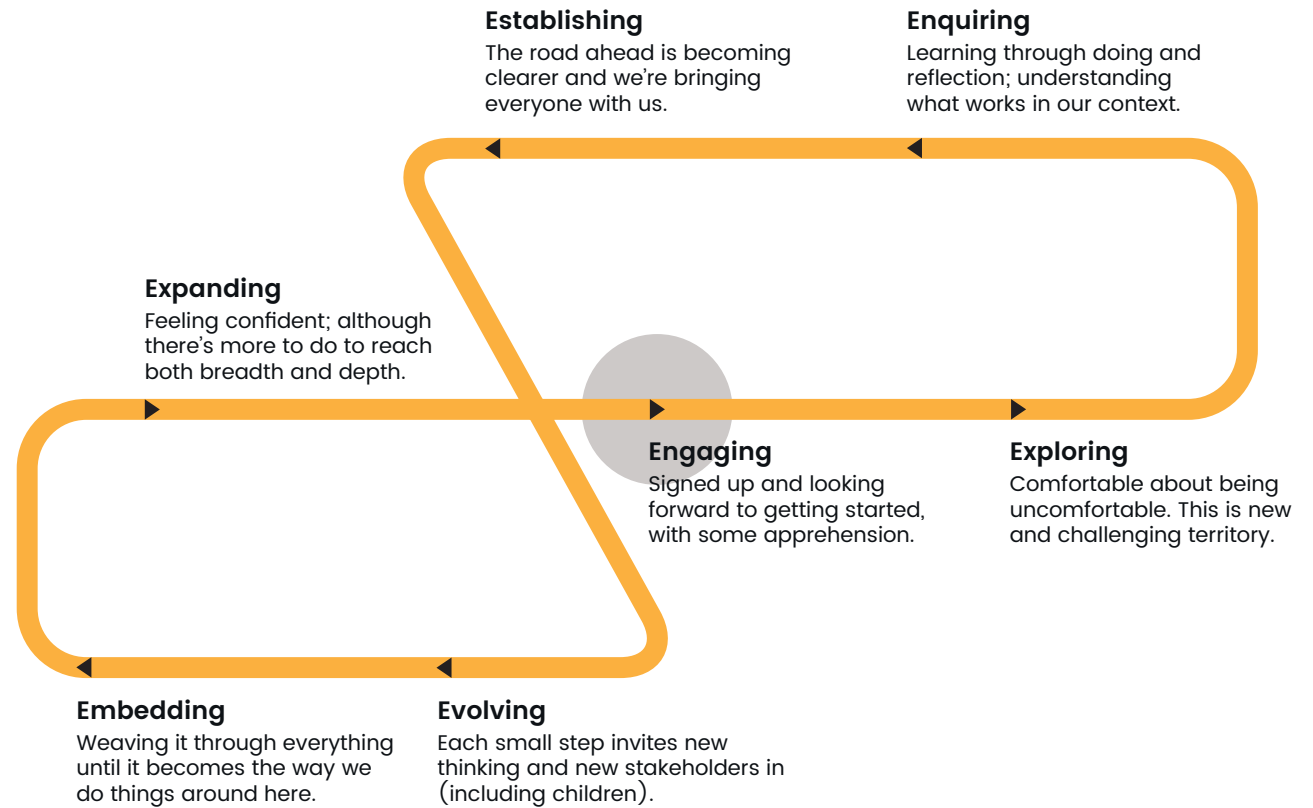 Establishing
The road ahead is becoming
clearer and we’re bringing
everyone with us.
Enquiring
Learning through doing and
reflection; understanding
what works in our context.
Expanding
Feeling confident; although
there’s more to do to reach
both breadth and depth.
Engaging
Signed up and looking
forward to getting started,
with some apprehension.
Exploring
Comfortable about being
uncomfortable. This is new
and challenging territory.
Embedding
Weaving it through everything
until it becomes the way we
do things around here.
Evolving
Each small step invites new
thinking and new stakeholders in
(including children).